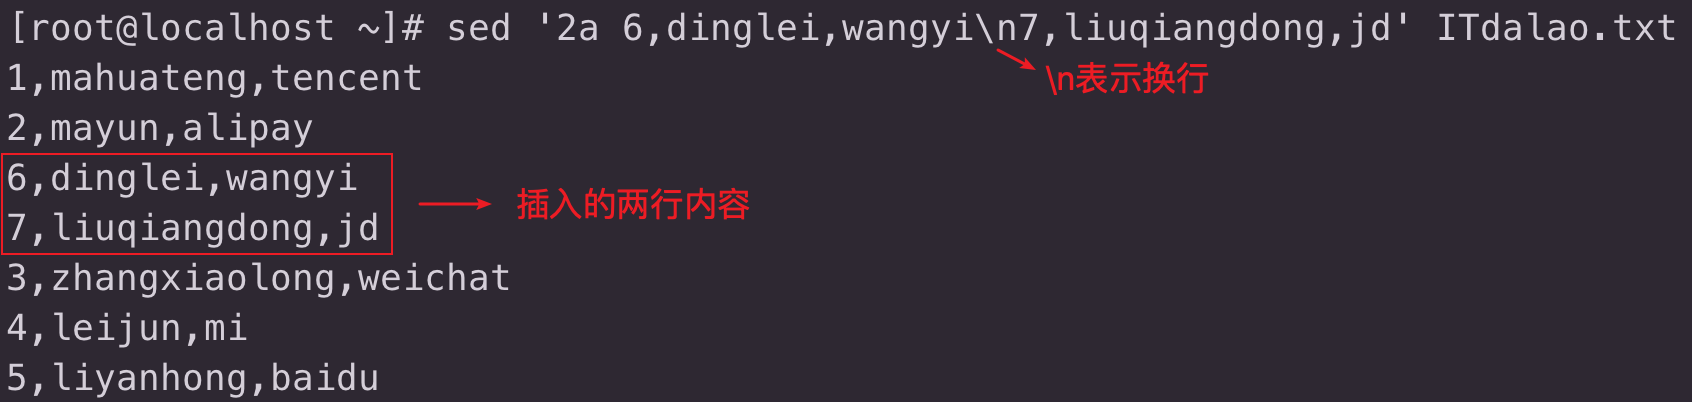 [root@localhost ~]# sed '2a 6,dinglei,wangyi\n7,liuqiangdong,jd' ITdalao.txt
1,mahuateng,tencent
\n表示换行
2,mayun,alipay
6,dinglei,wangyi
插入的两行内容
7,liuqiangdong,jd
3,zhangxiaolong,weichat
4,leijun,mi
5,liyanhong,baidu